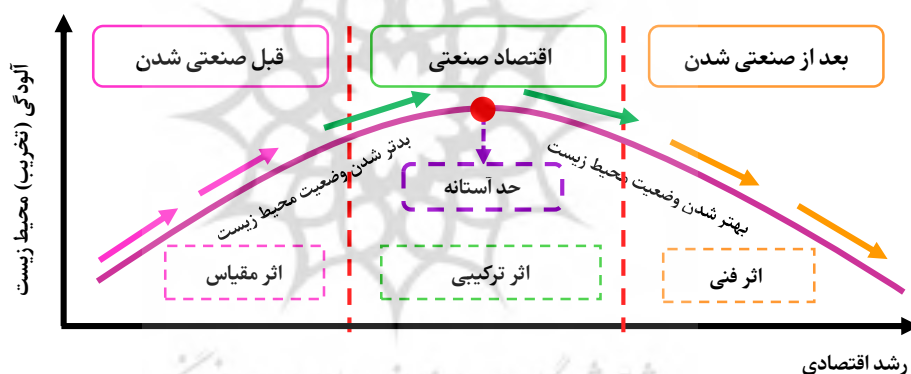 قبل صنعتی شدن
اقتصاد صنعتی
بعد از صنعتی شدن
آلودگی (تخریب) محیط زیست
بدتر شدن وضعیت محیط زیست
حد آستانه
بهتر شدن وضعیت محیط زیست
اثر مقیاس
اثر ترکیبی
اثر فنی
رشد اقتصادی